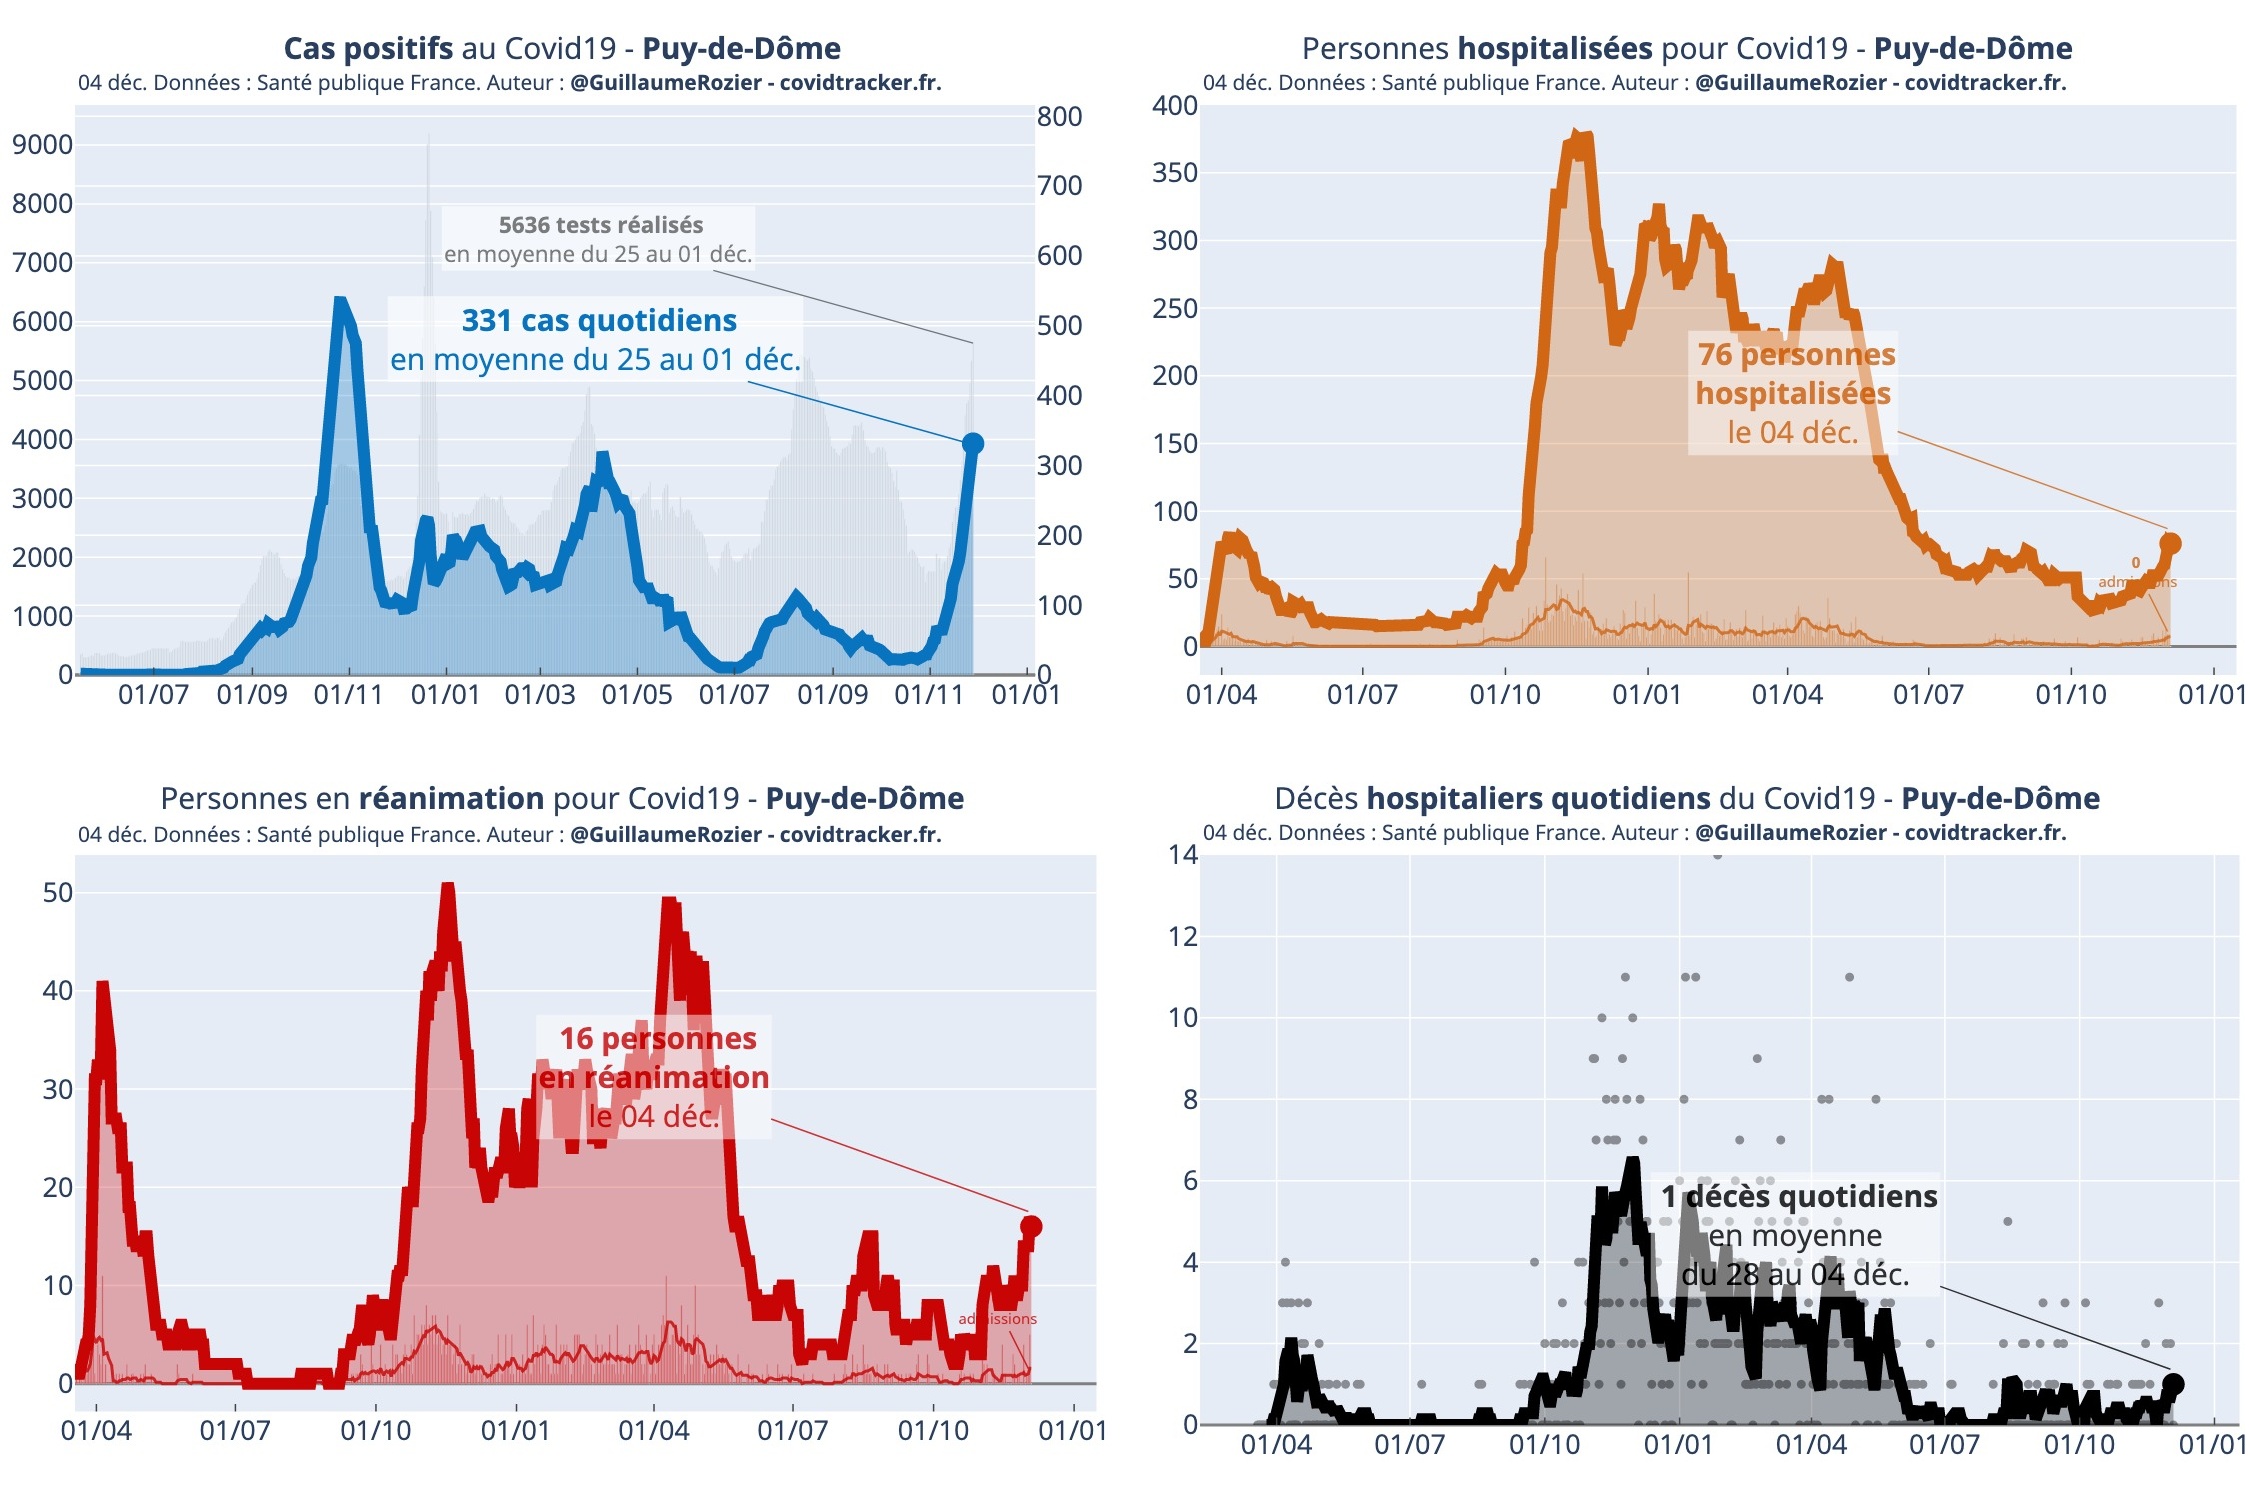 Cas positifs au Covid19 - Puy-de-Dôme
04 déc. Données : Santé publique France. Auteur : @GuillaumeRozier - covidtracker.fr.
9000
8000
7000
6000
5000
4000
3000
2000
1000
0
800
700
600
500
400
300
200
100
0
5636 tests réalisés
en moyenne du 25 au 01 déc.
331 cas quotidiens
en moyenne du 25 au 01 déc.
01/07 01/09 01/11 01/01 01/03 01/05 01/07 01/09 01/11 01/01
Personnes hospitalisées pour Covid19 - Puy-de-Dôme
04 déc. Données : Santé publique France. Auteur : @GuillaumeRozier - covidtracker.fr.
400
350
300
250
200
150
100
50
0
76 personnes
hospitalisées
le 04 déc.
0
admissions
01/04 01/07 01/10 01/01 01/04 01/07 01/10 01/01
Personnes en réanimation pour Covid19 - Puy-de-Dôme
04 déc. Données : Santé publique France. Auteur : @GuillaumeRozier - covidtracker.fr.
50
40
30
20
10
0
16 personnes
en réanimation
le 04 déc.
admissions
01/04 01/07 01/10 01/01 01/04 01/07 01/10 01/01
Décès hospitaliers quotidiens du Covid19 - Puy-de-Dôme
04 déc. Données : Santé publique France. Auteur : @GuillaumeRozier - covidtracker.fr.
14
12
10
8
6
4
2
0
1 décès quotidiens
en moyenne
du 28 au 04 déc.
01/04 01/07 01/10 01/01 01/04 01/07 01/10 01/01